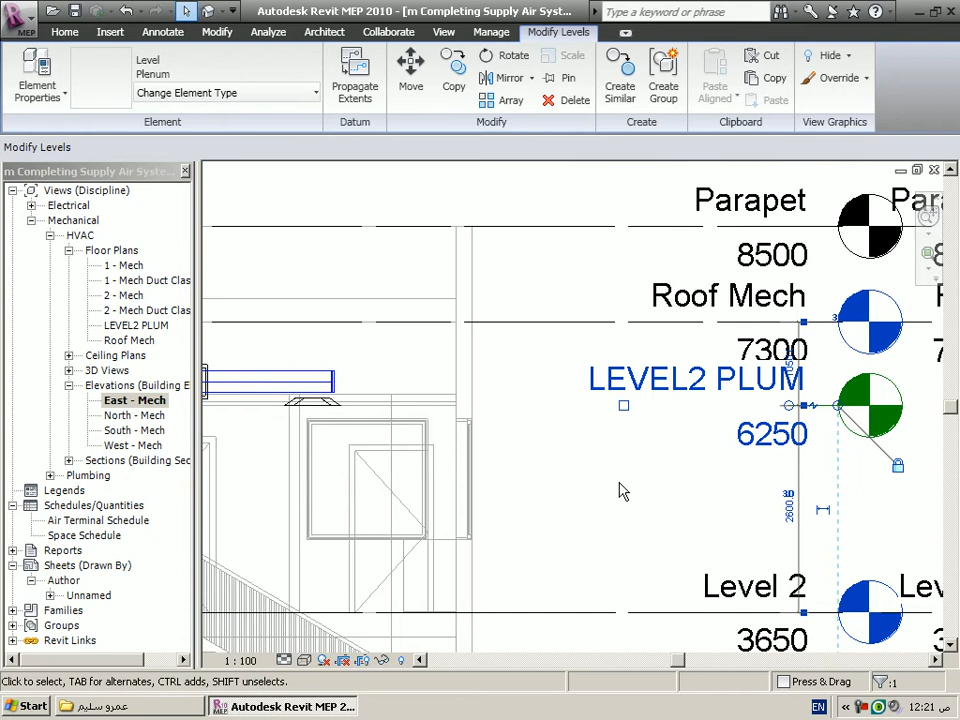 Autodesk Revit MEP 2010 - [m Completing Supply Air Syste...
Type a keyword or phrase
MEP
Home Insert Annotate Modify Analyze Architect Collaborate View Manage Modify Levels
Element Properties
Level
Plenum
Change Element Type
Propagate Extents
Move
Copy
Rotate
Mirror
Array
Scale
Pin
Delete
Create Similar
Create Group
Paste Aligned
Cut
Copy
Paste
Hide
Override
Element Datum Modify Create Clipboard View Graphics
Modify Levels
m Completing Supply Air Syste...
Views (Discipline)
Electrical
Mechanical
HVAC
Floor Plans
1 - Mech
1 - Mech Duct Clas
2 - Mech
2 - Mech Duct Clas
LEVEL2 PLUM
Roof Mech
Ceiling Plans
3D Views
Elevations (Building E
East - Mech
North - Mech
South - Mech
West - Mech
Sections (Building Sec
Plumbing
Legends
Schedules/Quantities
Air Terminal Schedule
Space Schedule
Reports
Sheets (Drawn By)
Author
Unnamed
Families
Groups
Revit Links
Parapet
8500
Roof Mech
7300
LEVEL2 PLUM
6250
3D
2600
Level 2
3650
1 : 100
Click to select, TAB for alternates, CTRL adds, SHIFT unselects.
Press & Drag
:1
Start
عمرو سليم
Autodesk Revit MEP 2...
EN
12:21 ص